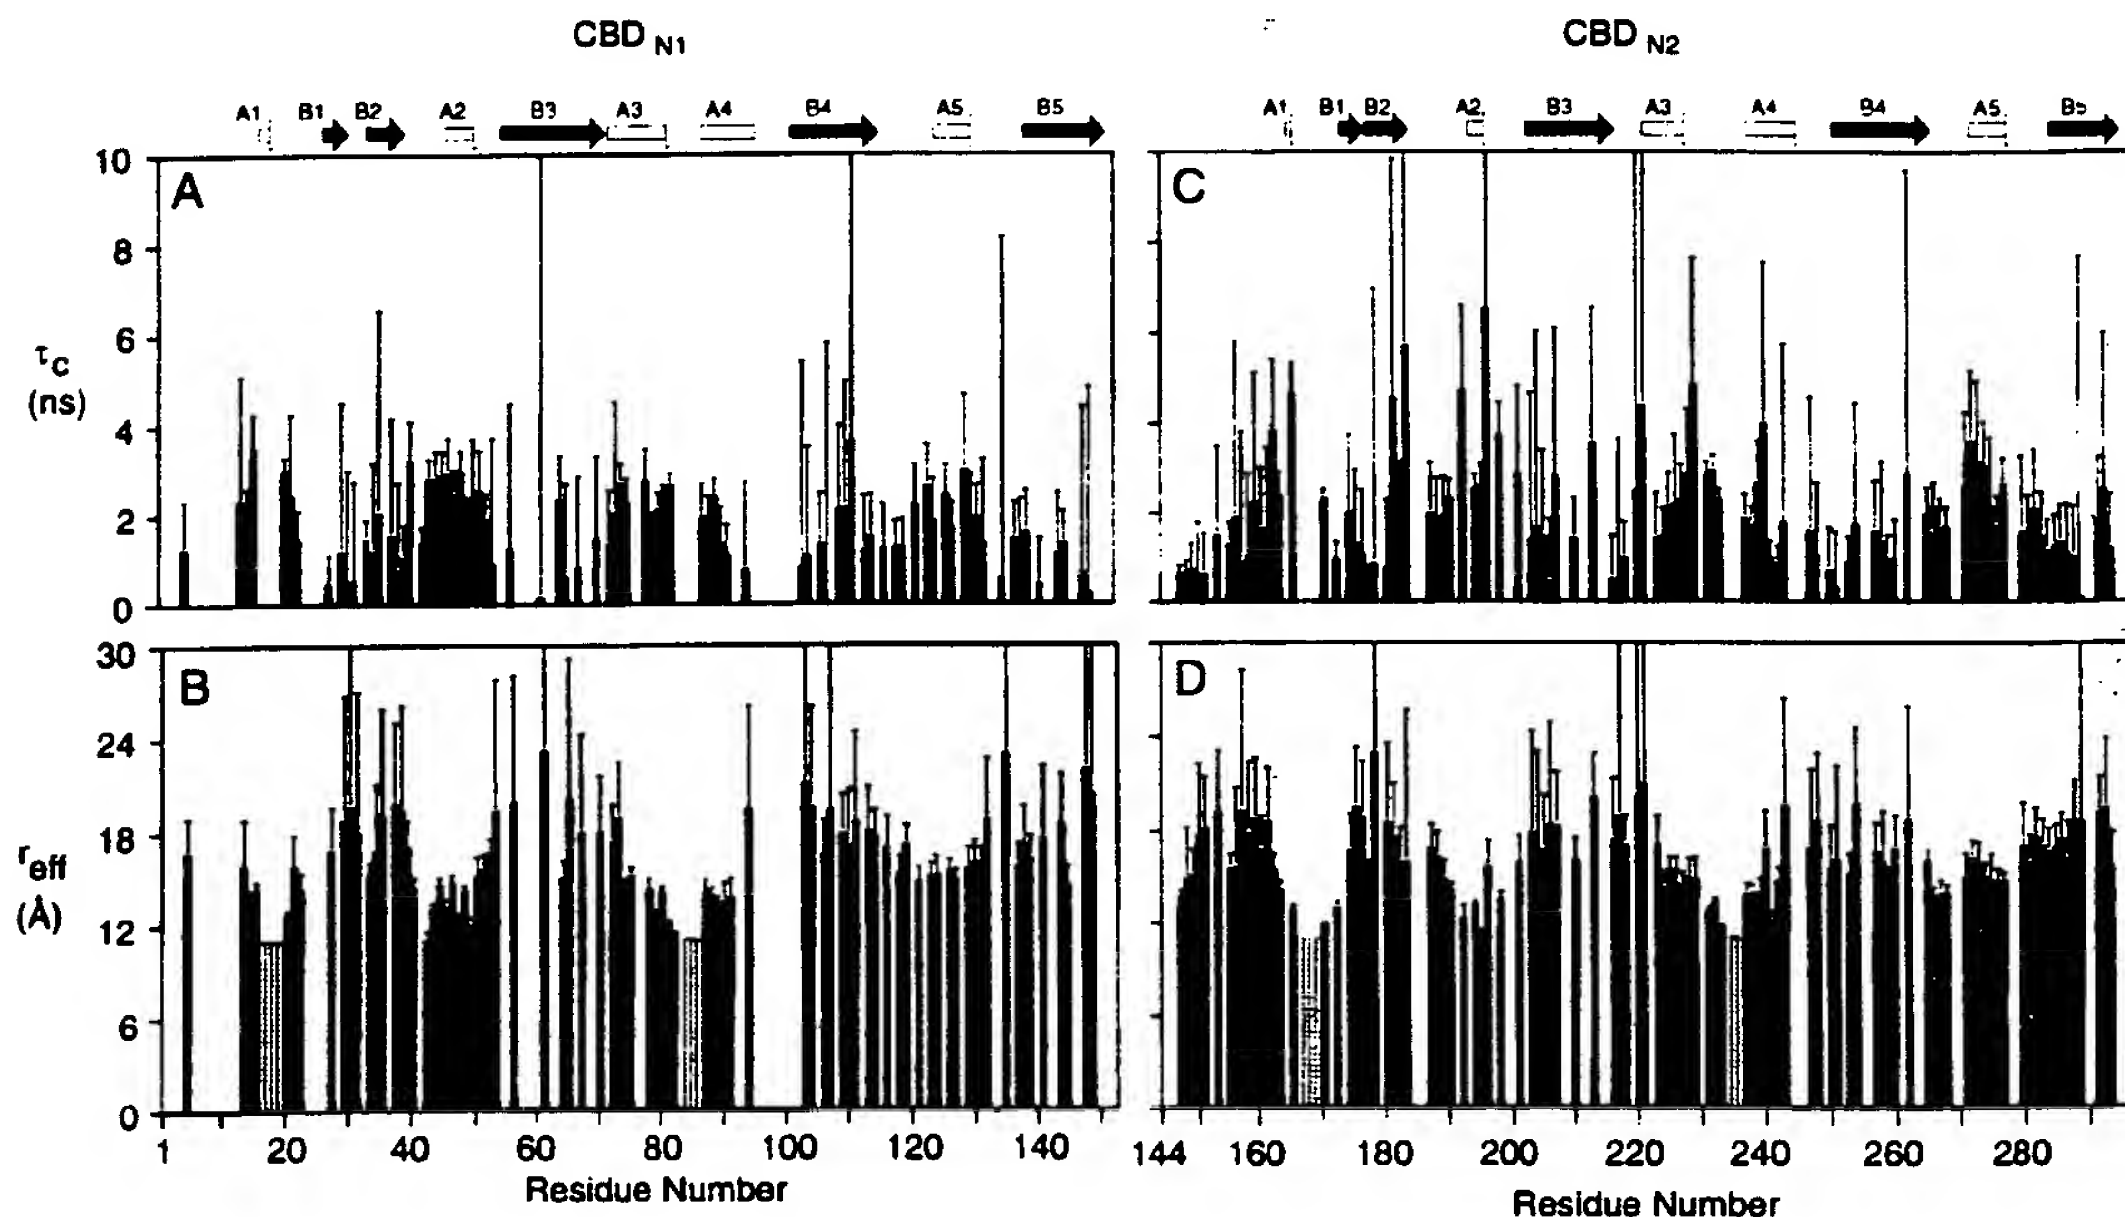 CBD N1
CBD N2
A1 B1 B2 A2 B3 A3 A4 B4 A5 B5
A1 B1 B2 A2 B3 A3 A4 B4 A5 B5
A
C
10
8
6
4
2
0
τc
(ns)
B
D
30
24
18
12
6
0
reff
(Å)
1 20 40 60 80 100 120 140
144 160 180 200 220 240 260 280
Residue Number
Residue Number